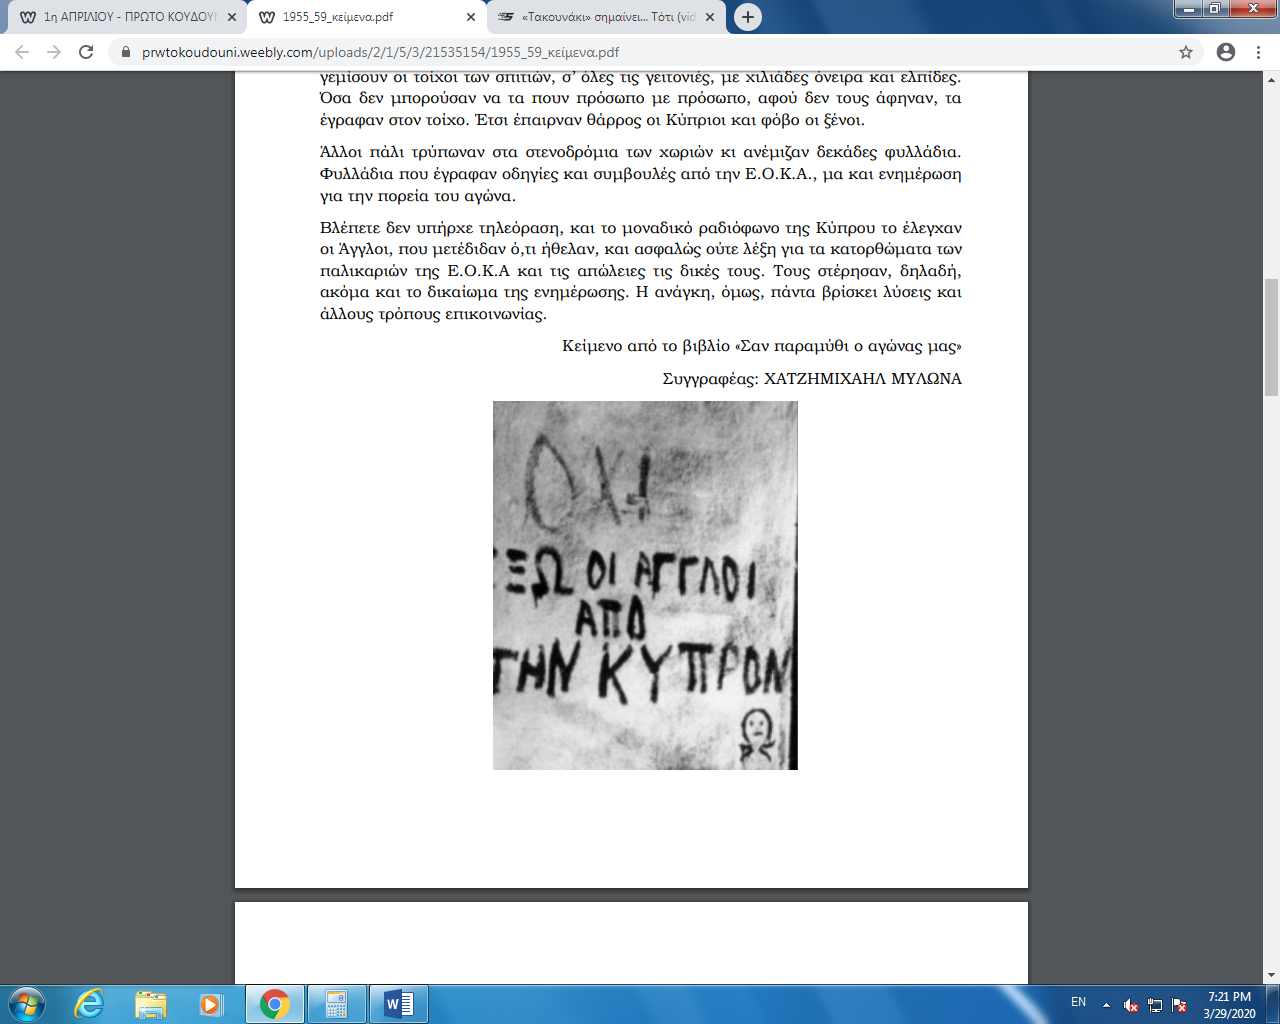 1η ΑΠΡΙΛΙΟΥ - ΠΡΩΤΟ ΚΟΥΔΟΥΝ
1955_59_κείμενα.pdf
«Τακουνάκι» σημαίνει... Τότι (vid
prwtokoudouni.weebly.com/uploads/2/1/5/3/21535154/1955_59_κείμενα.pdf
γεμίσουν οι τοίχοι των σπιτιών, σ' όλες τις γειτονιές, με χιλιάδες όνειρα και ελπίδες.
Όσα δεν μπορούσαν να τα πουν πρόσωπο με πρόσωπο, αφού δεν τους άφηναν, τα
έγραφαν στον τοίχο. Έτσι έπαιρναν θάρρος οι Κύπριοι και φόβο οι ξένοι.
Άλλοι πάλι τρύπωναν στα στενοδρόμια των χωριών κι ανέμιζαν δεκάδες φυλλάδια.
Φυλλάδια που έγραφαν οδηγίες και συμβουλές από την Ε.Ο.Κ.Α., μα και ενημέρωση
για την πορεία του αγώνα.
Βλέπετε δεν υπήρχε τηλεόραση, και το μοναδικό ραδιόφωνο της Κύπρου το έλεγχαν
οι Άγγλοι, που μετέδιδαν ό,τι ήθελαν, και ασφαλώς ούτε λέξη για τα κατορθώματα των
παλικαριών της Ε.Ο.Κ.Α και τις απώλειες τις δικές τους. Τους στέρησαν, δηλαδή,
ακόμα και το δικαίωμα της ενημέρωσης. Η ανάγκη, όμως, πάντα βρίσκει λύσεις και
άλλους τρόπους επικοινωνίας.
Κείμενο από το βιβλίο «Σαν παραμύθι ο αγώνας μας»
Συγγραφέας: ΧΑΤΖΗΜΙΧΑΗΛ ΜΥΛΩΝΑ
ΟΧΙ
ΕΞΩ ΟΙ ΑΓΓΛΟΙ
ΑΠΟ
ΤΗΝ ΚΥΠΡΟΝ
EN
7:21 PM
3/29/2020